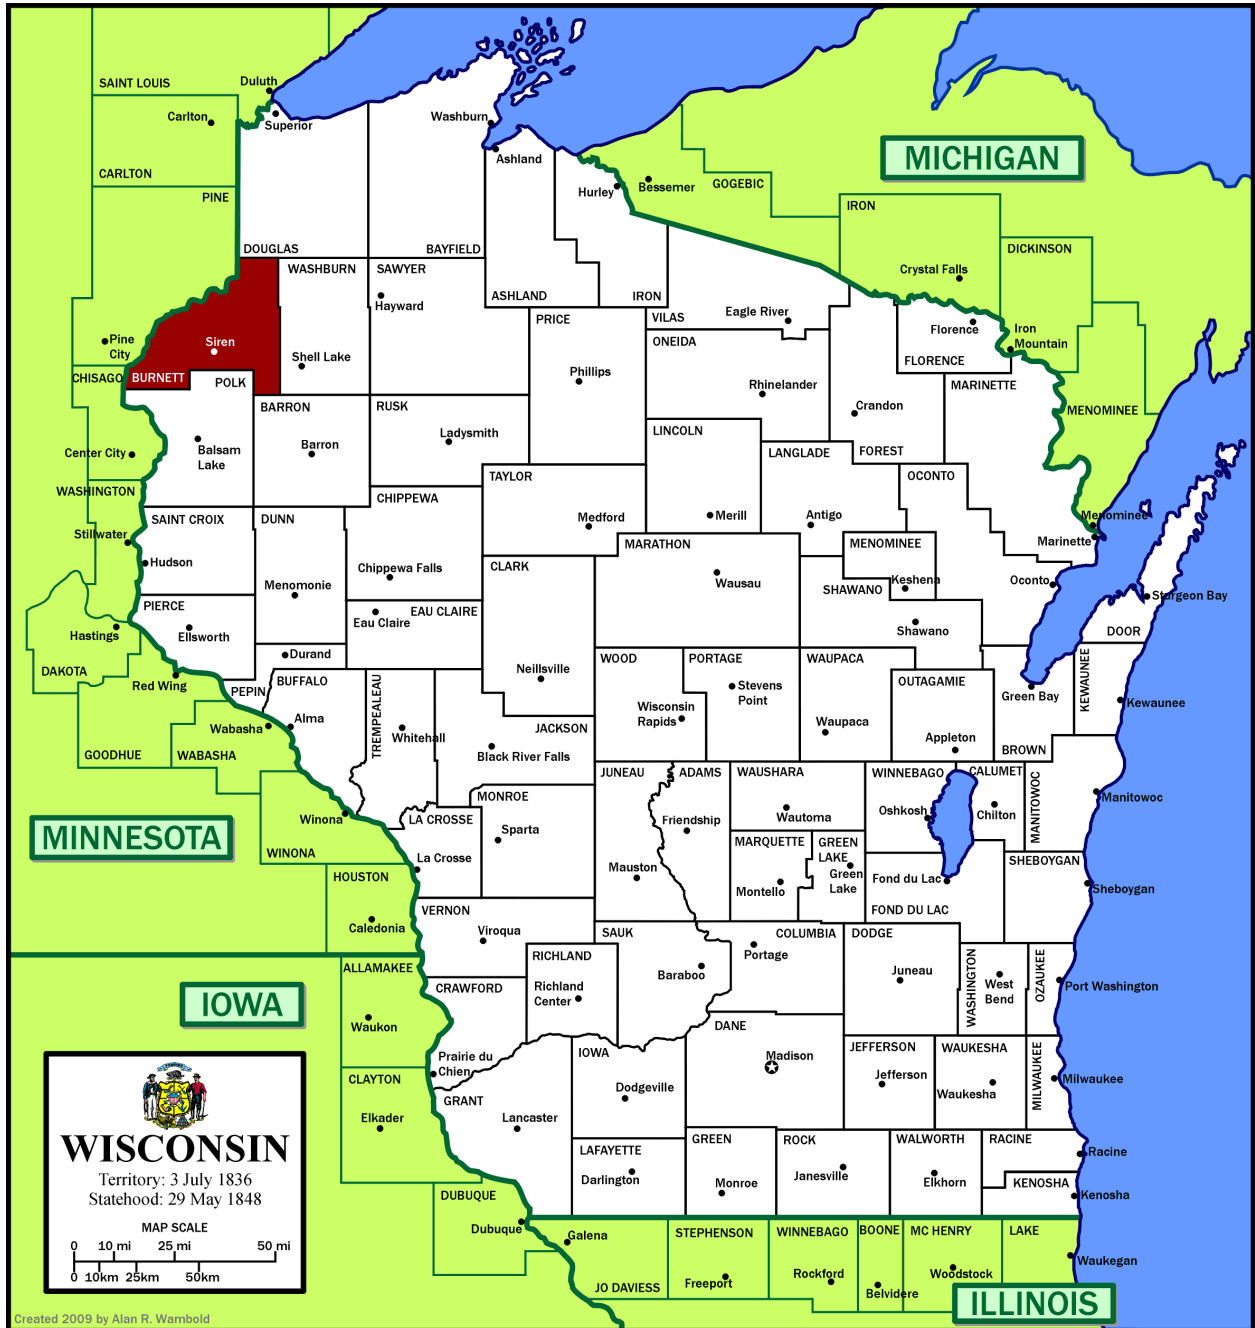 SAINT LOUIS
Duluth
Carlton
Superior
CARLTON
PINE
Washburn
Ashland
MICHIGAN
Hurley
Bessemer
GOGEBIC
IRON
DICKINSON
Crystal Falls
DOUGLAS
BAYFIELD
WASHBURN
SAWYER
Hayward
ASHLAND
IRON
VILAS
Eagle River
Florence
Iron
Mountain
FLORENCE
Pine
City
Siren
Shell Lake
PRICE
ONEIDA
Phillips
CHISAGO
BURNETT
POLK
Rhinelander
MARINETTE
MENOMINEE
BARRON
RUSK
Crandon
LINCOLN
Ladysmith
Center City
Balsam
Lake
Barron
LANGLADE
FOREST
OCONTO
TAYLOR
WASHINGTON
CHIPPEWA
SAINT CROIX
DUNN
Medford
Merill
Antigo
Menominee
Marinette
Stillwater
Hudson
MARATHON
MENOMINEE
Chippewa Falls
CLARK
Menomonie
Wausau
Keshena
SHAWANO
Oconto
Sturgeon Bay
PIERCE
EAU CLAIRE
Eau Claire
Hastings
Ellsworth
Shawano
DOOR
DAKOTA
Durand
Neillsville
WOOD
PORTAGE
WAUPACA
KEWAUNEE
Red Wing
PEPIN
BUFFALO
TREMPEALEAU
OUTAGAMIE
Stevens
Point
Green Bay
Kewaunee
Wisconsin
Rapids
Wabasha
Alma
Whitehall
JACKSON
Waupaca
Appleton
BROWN
GOODHUE
WABASHA
Black River Falls
JUNEAU
ADAMS
WAUSHARA
WINNEBAGO
CALUMET
MANITOWOC
Manitowoc
MONROE
Oshkosh
Chilton
Wautoma
Winona
LA CROSSE
Sparta
Friendship
MINNESOTA
WINONA
MARQUETTE
GREEN
LAKE
Green
Lake
La Crosse
SHEBOYGAN
HOUSTON
Mauston
Montello
Fond du Lac
Sheboygan
VERNON
FOND DU LAC
Caledonia
Viroqua
SAUK
COLUMBIA
DODGE
Portage
ALLAMAKEE
RICHLAND
Baraboo
Juneau
WASHINGTON
West
Bend
OZAUKEE
Port Washington
CRAWFORD
Richland
Center
IOWA
Waukon
DANE
Prairie du
Chien
IOWA
Madison
JEFFERSON
WAUKESHA
MILWAUKEE
Milwaukee
CLAYTON
Dodgeville
Jefferson
Waukesha
GRANT
Elkader
Lancaster
LAFAYETTE
GREEN
ROCK
WALWORTH
RACINE
Racine
Darlington
Janesville
Elkhorn
KENOSHA
Kenosha
Monroe
DUBUQUE
Dubuque
Galena
STEPHENSON
WINNEBAGO
BOONE
MC HENRY
LAKE
Waukegan
JO DAVIESS
Freeport
Rockford
Belvidere
Woodstock
ILLINOIS
WISCONSIN
Territory: 3 July 1836
Statehood: 29 May 1848
MAP SCALE
0 10 mi 25 mi 50 mi
0 10km 25km 50km
Created 2009 by Alan R. Wambold